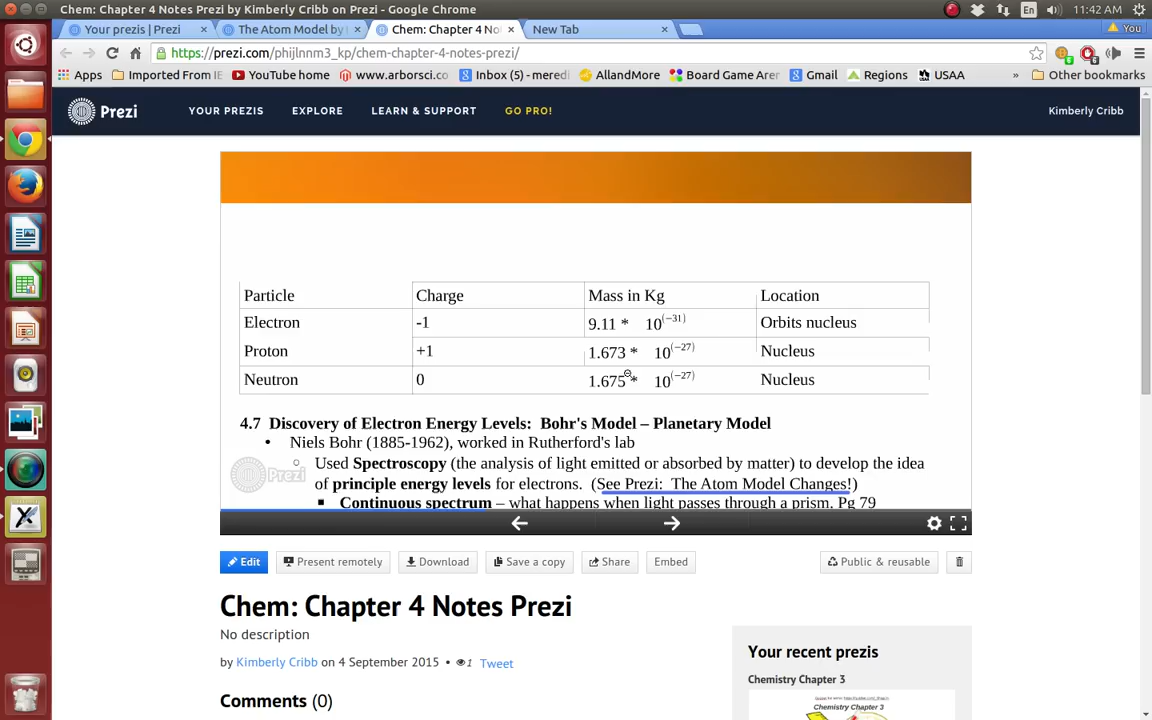 Chem: Chapter 4 Notes Prezi by Kimberly Cribb on Prezi - Google Chrome
En 11:42 AM
Your prezis | Prezi
The Atom Model by
Chem: Chapter 4 No
New Tab
You
https://prezi.com/phijlnnm3_kp/chem-chapter-4-notes-prezi/
8 6
Apps Imported From IE YouTube home www.arborsci.co Inbox (5) - mered AllandMore Board Game Aren Gmail Regions USAA » Other bookmarks
Prezi YOUR PREZIS EXPLORE LEARN & SUPPORT GO PRO! Kimberly Cribb
Particle Charge Mass in Kg Location
Electron -1 9.11 * 10(−31) Orbits nucleus
Proton +1 1.673 * 10(−27) Nucleus
Neutron 0 1.675 * 10(−27) Nucleus
4.7 Discovery of Electron Energy Levels: Bohr's Model – Planetary Model
• Niels Bohr (1885-1962), worked in Rutherford's lab
○ Used Spectroscopy (the analysis of light emitted or absorbed by matter) to develop the idea
of principle energy levels for electrons. (See Prezi: The Atom Model Changes!)
▪ Continuous spectrum – what happens when light passes through a prism. Pg 79
Prezi
Edit Present remotely Download Save a copy Share Embed Public & reusable
Chem: Chapter 4 Notes Prezi
No description
by Kimberly Cribb on 4 September 2015 • 1 Tweet
Comments (0)
Your recent prezis
Chemistry Chapter 3
Chemistry Chapter 3